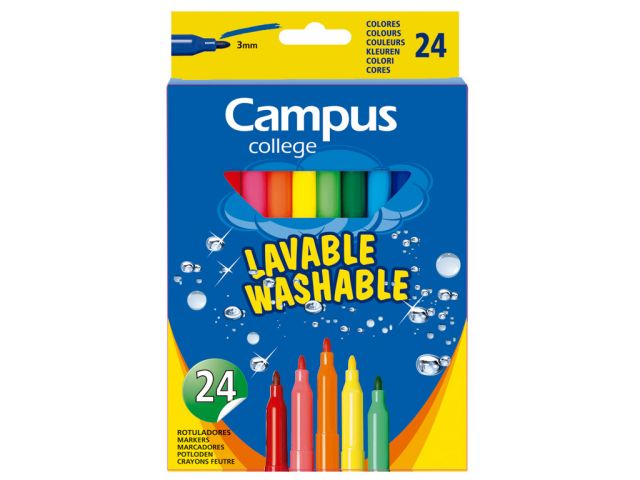 3mm
COLORES
COLOURS
COULEURS
KLEUREN
COLORI
CORES
24
Campus
college
LAVABLE
WASHABLE
24
ROTULADORES
MARKERS
MARCADORES
POTLODEN
CRAYONS FEUTRE